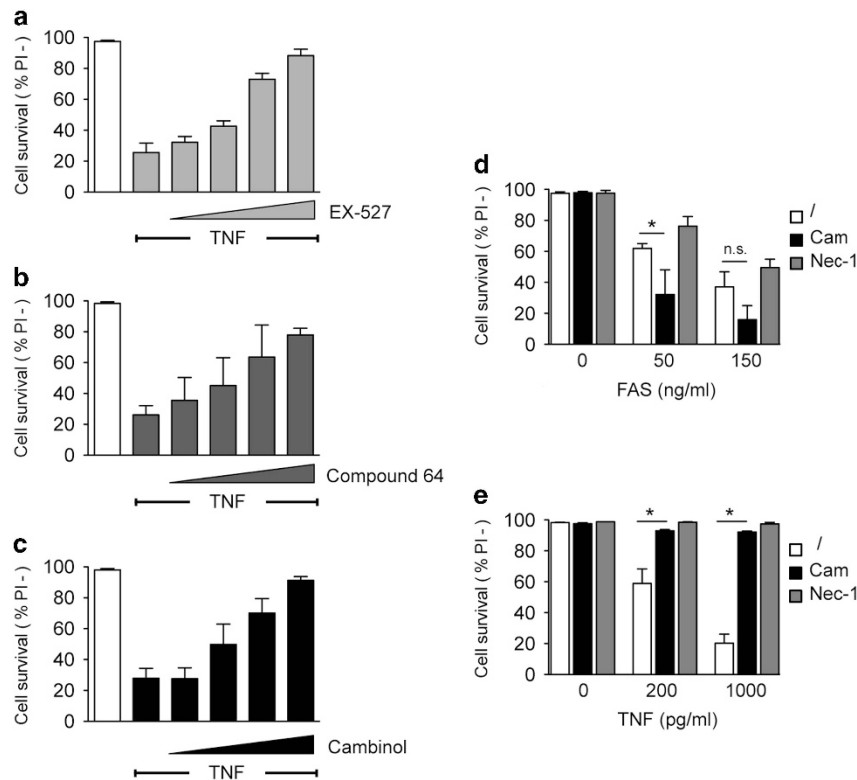 a
Cell survival ( % PI - )
100
80
60
40
20
0
EX-527
TNF
b
Cell survival ( % PI - )
100
80
60
40
20
0
Compound 64
TNF
c
Cell survival ( % PI - )
100
80
60
40
20
0
Cambinol
TNF
d
Cell survival ( % PI - )
100
80
60
40
20
0
*
n.s.
/
Cam
Nec-1
0 50 150
FAS (ng/ml)
e
Cell survival ( % PI - )
100
80
60
40
20
0
* *
/
Cam
Nec-1
0 200 1000
TNF (pg/ml)